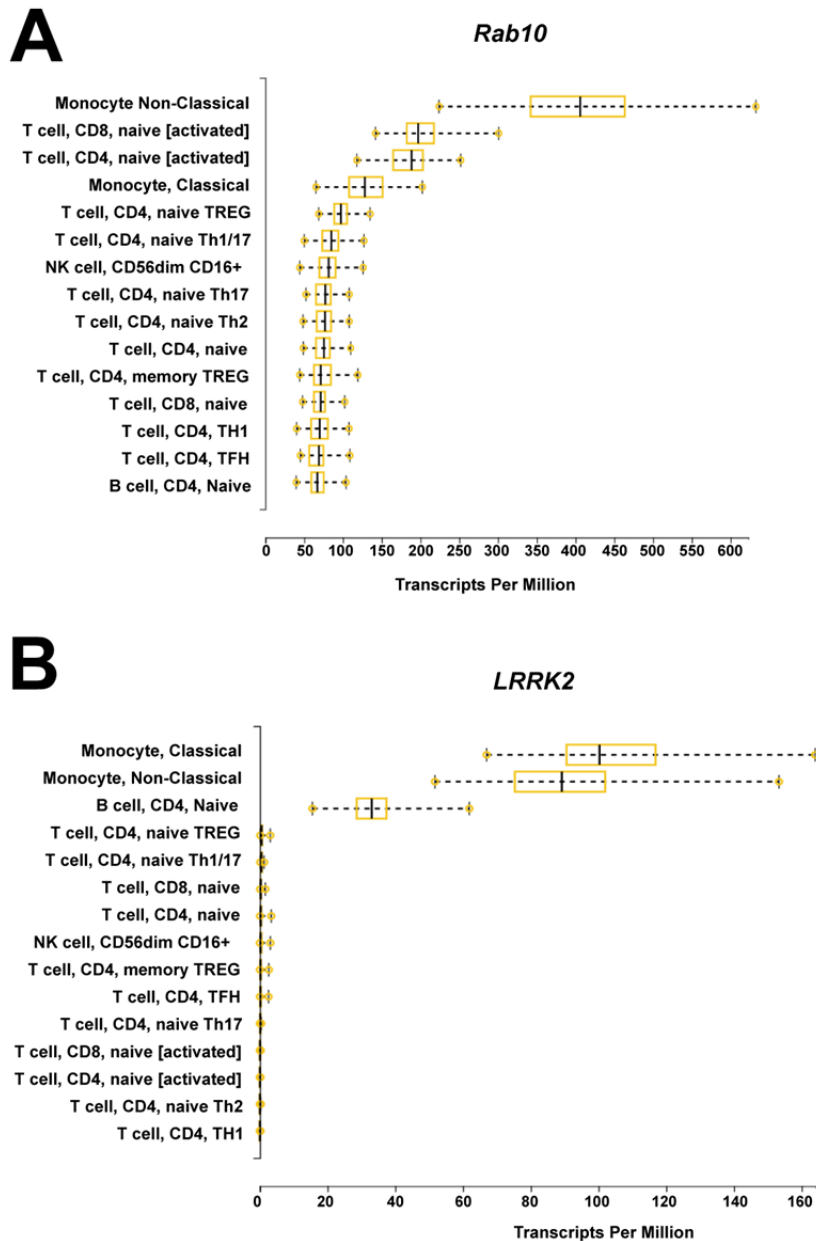 A
Rab10
Monocyte Non-Classical
T cell, CD8, naive [activated]
T cell, CD4, naive [activated]
Monocyte, Classical
T cell, CD4, naive TREG
T cell, CD4, naive Th1/17
NK cell, CD56dim CD16+
T cell, CD4, naive Th17
T cell, CD4, naive Th2
T cell, CD4, naive
T cell, CD4, memory TREG
T cell, CD8, naive
T cell, CD4, TH1
T cell, CD4, TFH
B cell, CD4, Naive
0 50 100 150 200 250 300 350 400 450 500 550 600
Transcripts Per Million
B
LRRK2
Monocyte, Classical
Monocyte, Non-Classical
B cell, CD4, Naive
T cell, CD4, naive TREG
T cell, CD4, naive Th1/17
T cell, CD8, naive
T cell, CD4, naive
NK cell, CD56dim CD16+
T cell, CD4, memory TREG
T cell, CD4, TFH
T cell, CD4, naive Th17
T cell, CD8, naive [activated]
T cell, CD4, naive [activated]
T cell, CD4, naive Th2
T cell, CD4, TH1
0 20 40 60 80 100 120 140 160
Transcripts Per Million